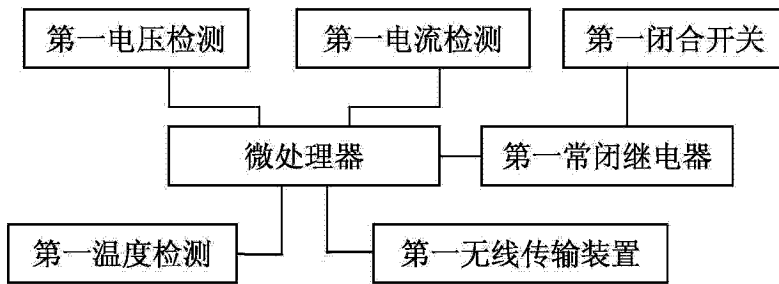 第一电压检测
第一电流检测
第一闭合开关
微处理器
第一常闭继电器
第一温度检测
第一无线传输装置